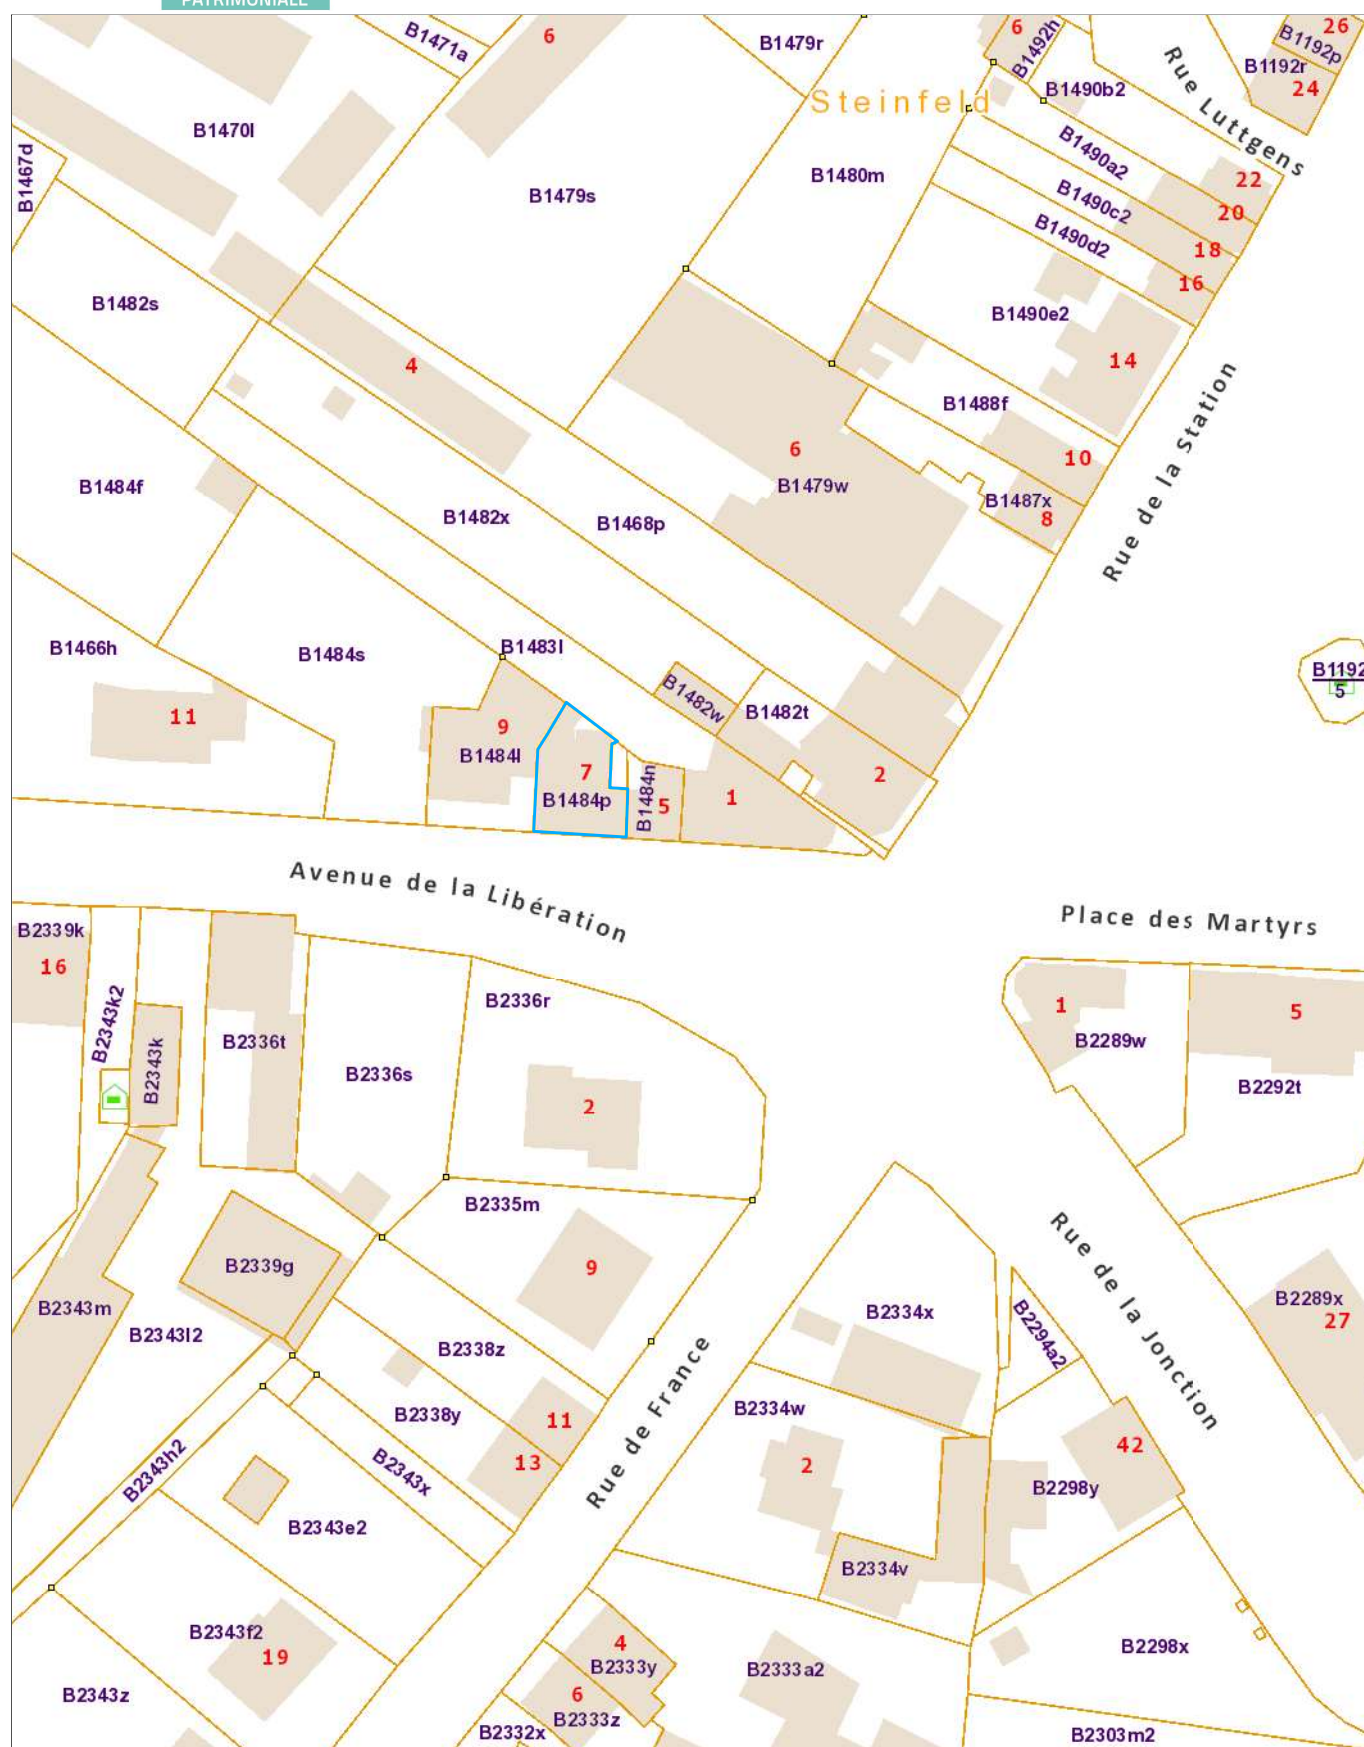 PATRIMONIALE
B1471a
6
B1479r
6
B1492h
26
B1192p
B1192r
24
Rue Luttgens
Steinfeld
B1490b2
B1470l
B1467d
B1479s
B1480m
B1490a2
22
20
B1490c2
18
B1490d2
16
B1482s
B1490e2
14
4
B1488f
10
Rue de la Station
6
B1479w
B1487x
8
B1484f
B1482x
B1468p
B1466h
B1484s
B1483l
B1482w
B1482t
B1192
5
11
9
B1484l
7
B1484p
B1484n
5
1
2
Avenue de la Libération
Place des Martyrs
B2339k
16
B2343k2
B2343k
B2336t
B2336s
B2336r
2
1
B2289w
5
B2292t
B2335m
9
B2339g
B2343m
B2343l2
B2338z
B2334x
B2294a2
Rue de la Jonction
B2289x
27
B2338y
11
13
Rue de France
B2334w
2
42
B2343h2
B2343x
B2298y
B2343e2
B2334v
B2343f2
19
4
B2333y
B2333a2
B2298x
B2343z
6
B2333z
B2332x
B2303m2